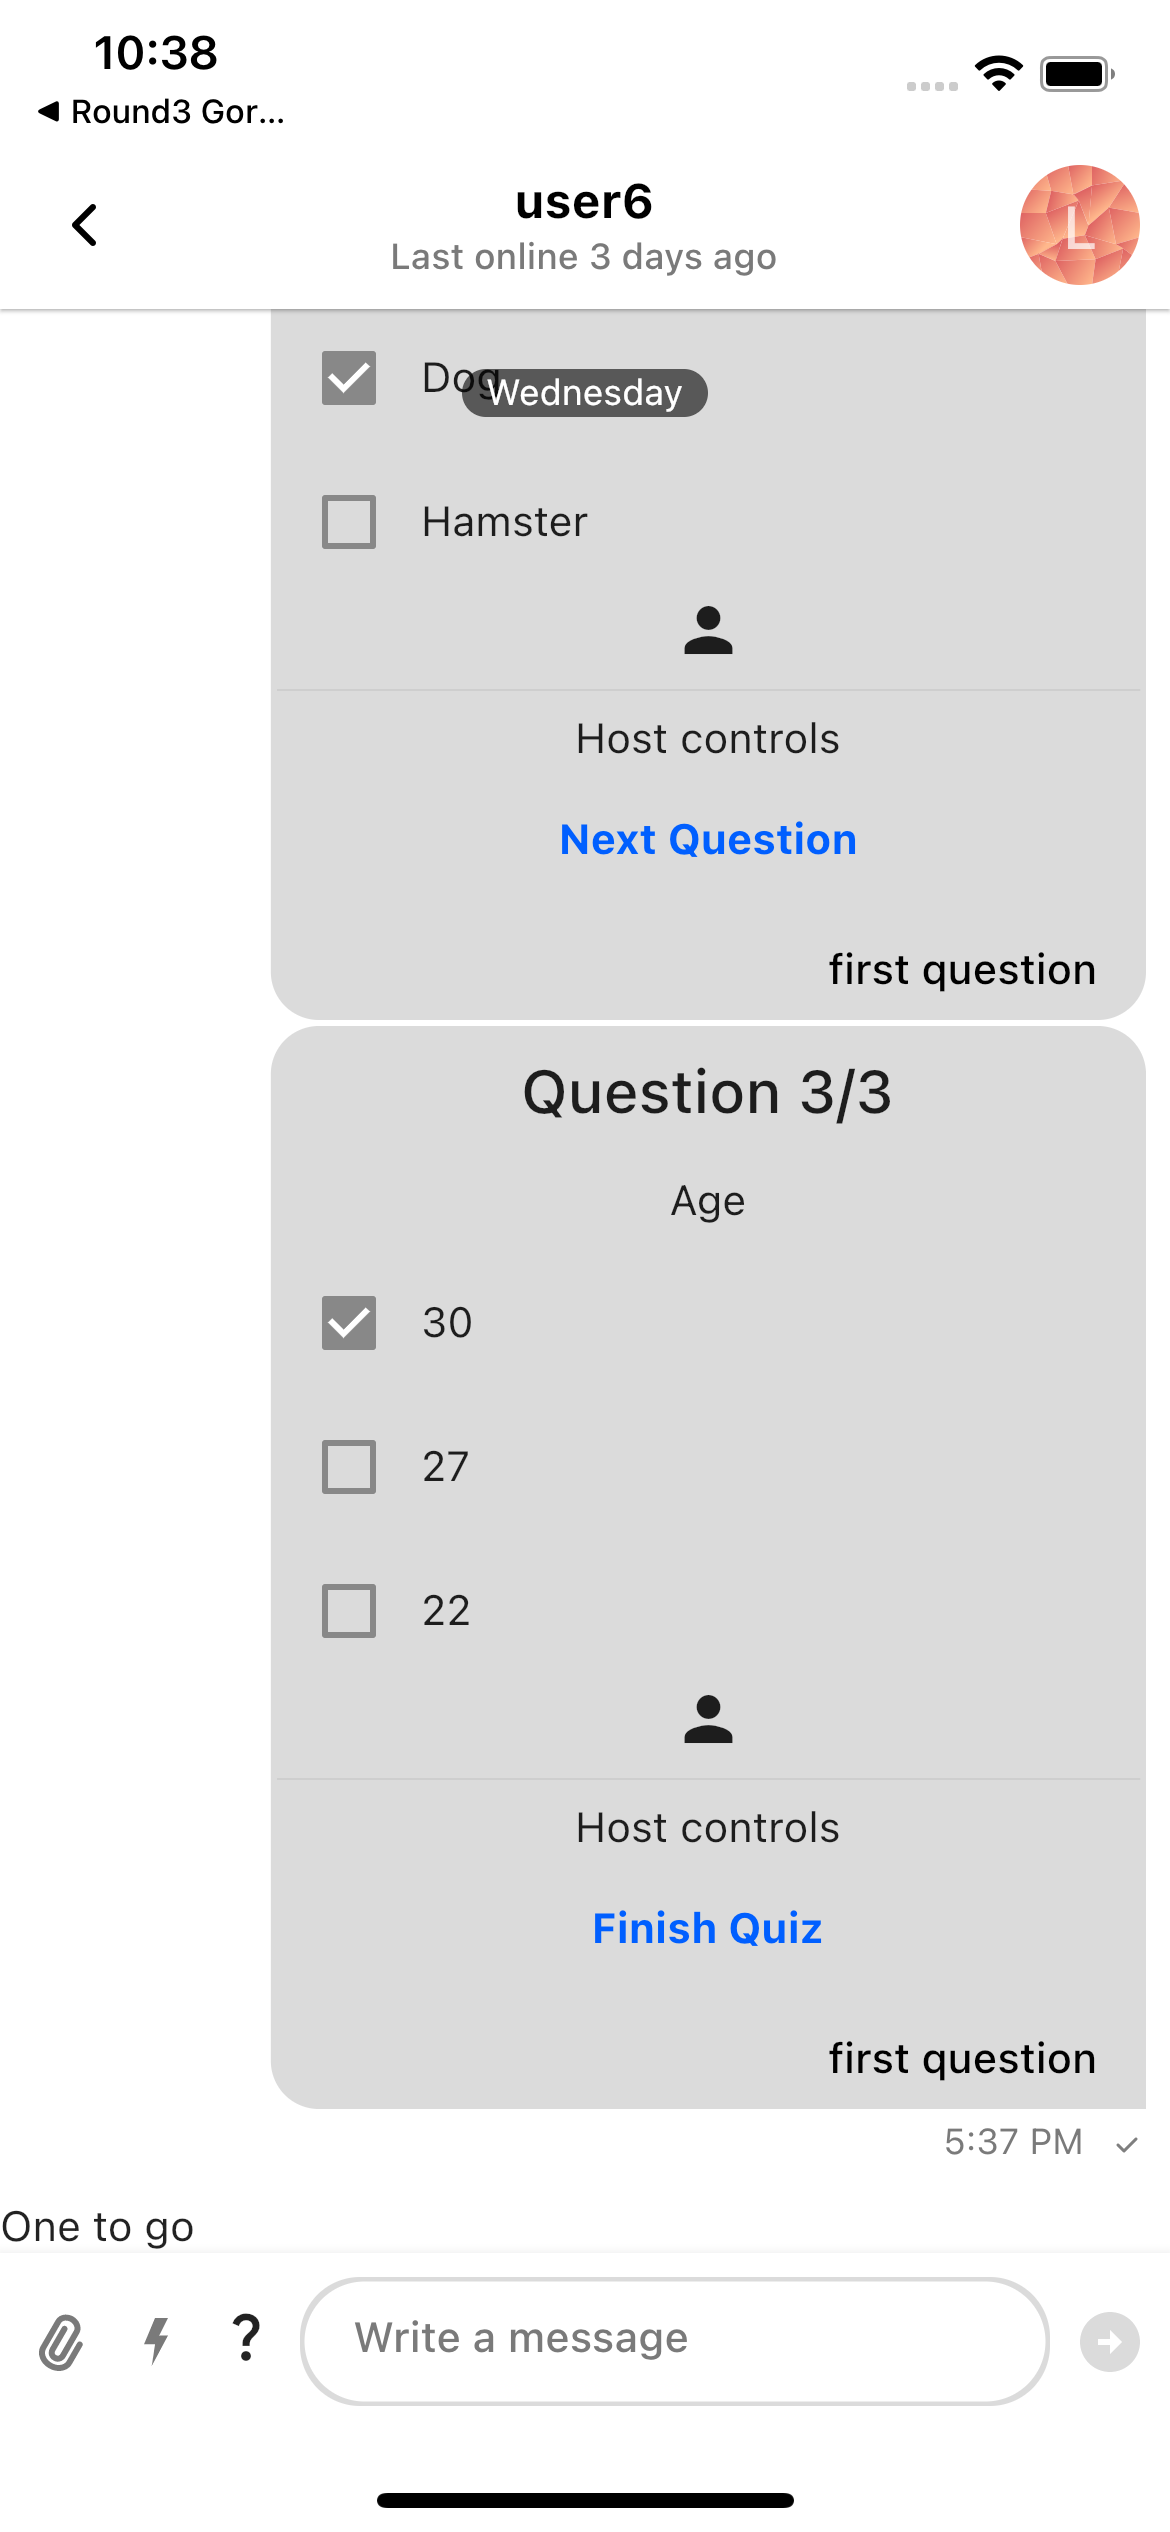 10:38
Round3 Gor...
user6
Last online 3 days ago
L
Dog
Wednesday
Hamster
Host controls
Next Question
first question
Question 3/3
Age
30
27
22
Host controls
Finish Quiz
first question
5:37 PM
One to go
? Write a message